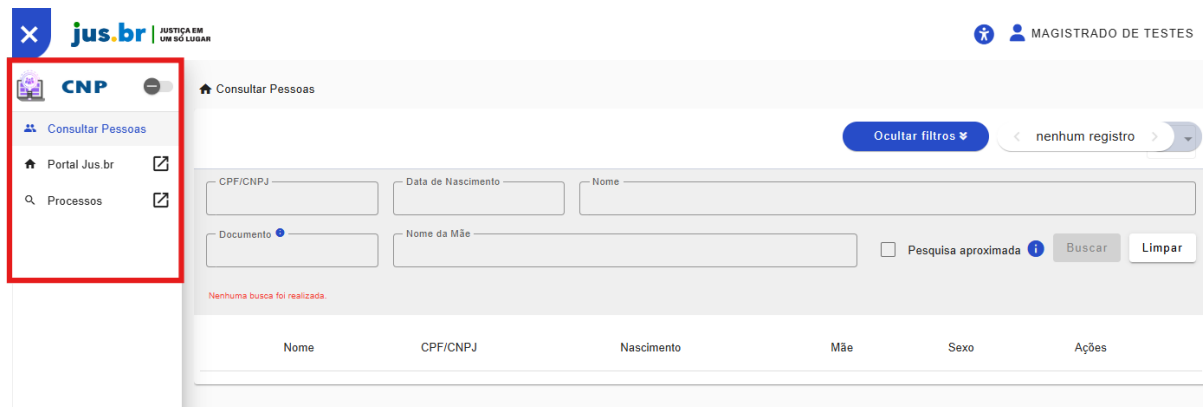 jus.br | JUSTIÇA EM
UM SÓ LUGAR
MAGISTRADO DE TESTES
CNP
Consultar Pessoas
Portal Jus.br
Processos
Consultar Pessoas
Ocultar filtros
nenhum registro
CPF/CNPJ
Data de Nascimento
Nome
Documento
Nome da Mãe
Pesquisa aproximada
Buscar
Limpar
Nenhuma busca foi realizada.
Nome CPF/CNPJ Nascimento Mãe Sexo Ações